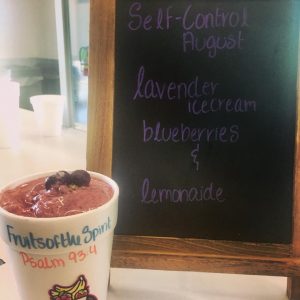 Self-Control
August
lavender
icecream
blueberries
&
lemonaide
Fruits of the Spirit
Psalm 93:4